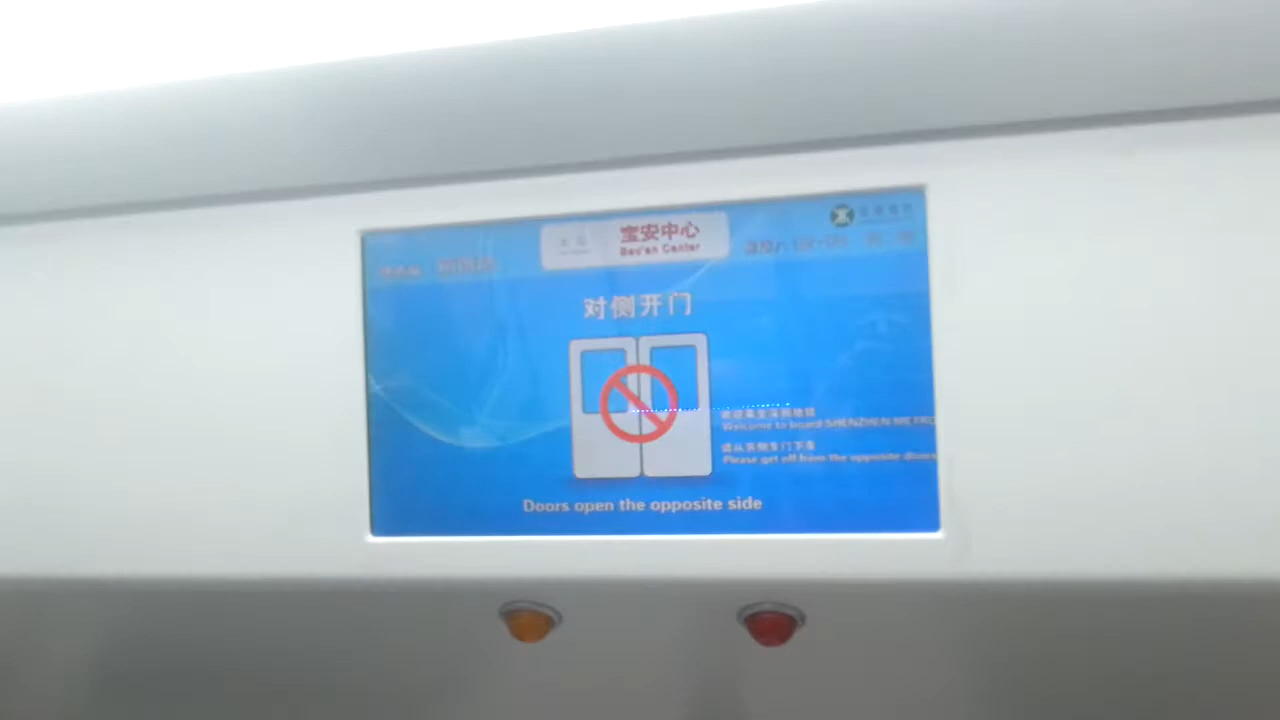 宝安中心
Bao'an Center
对侧开门
欢迎乘坐深圳地铁
Welcome to board SHENZHEN METRO
请从另侧车门下车
Please get off from the opposite doors
Doors open the opposite side